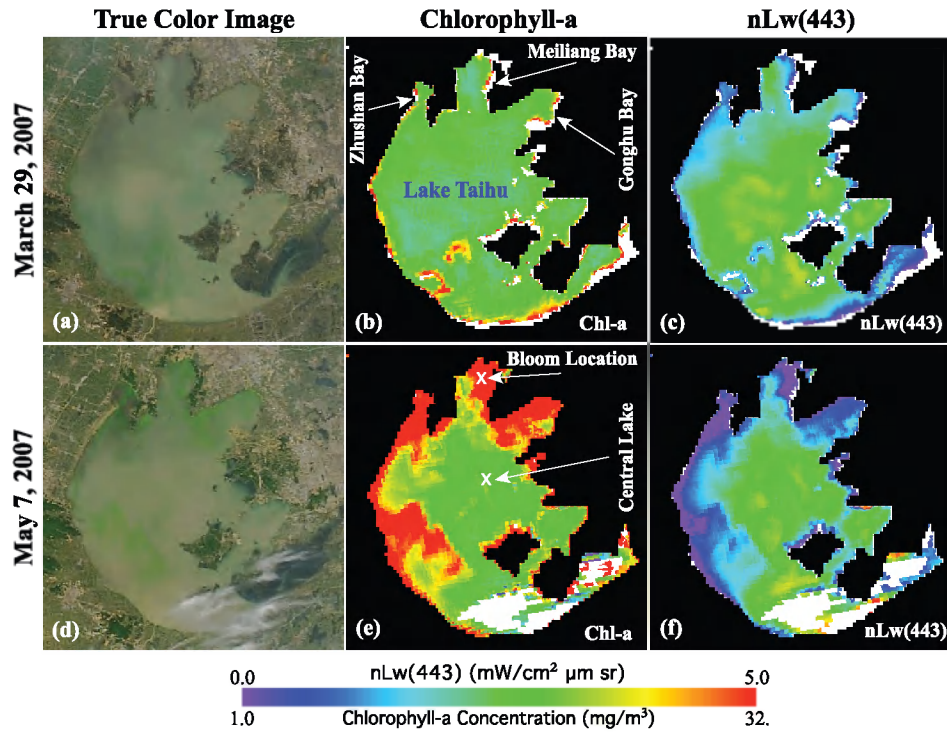 True Color Image
Chlorophyll-a
nLw(443)
March 29, 2007
(a)
Zhushan Bay
Meiliang Bay
Gonghu Bay
Lake Taihu
(b)
Chl-a
(c)
nLw(443)
May 7, 2007
(d)
X
Bloom Location
X
Central Lake
(e)
Chl-a
(f)
nLw(443)
0.0
nLw(443) (mW/cm² µm sr)
5.0
1.0
Chlorophyll-a Concentration (mg/m³)
32.